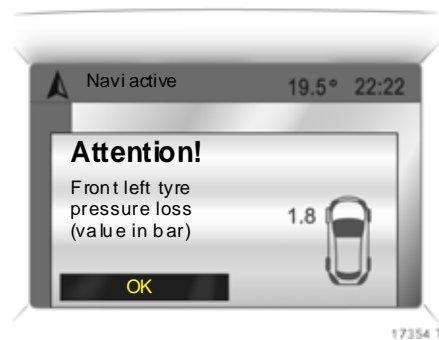 Navi active 19.5° 22:22
Attention!
Front left tyre
pressure loss
(value in bar)
1.8
OK
17354 T